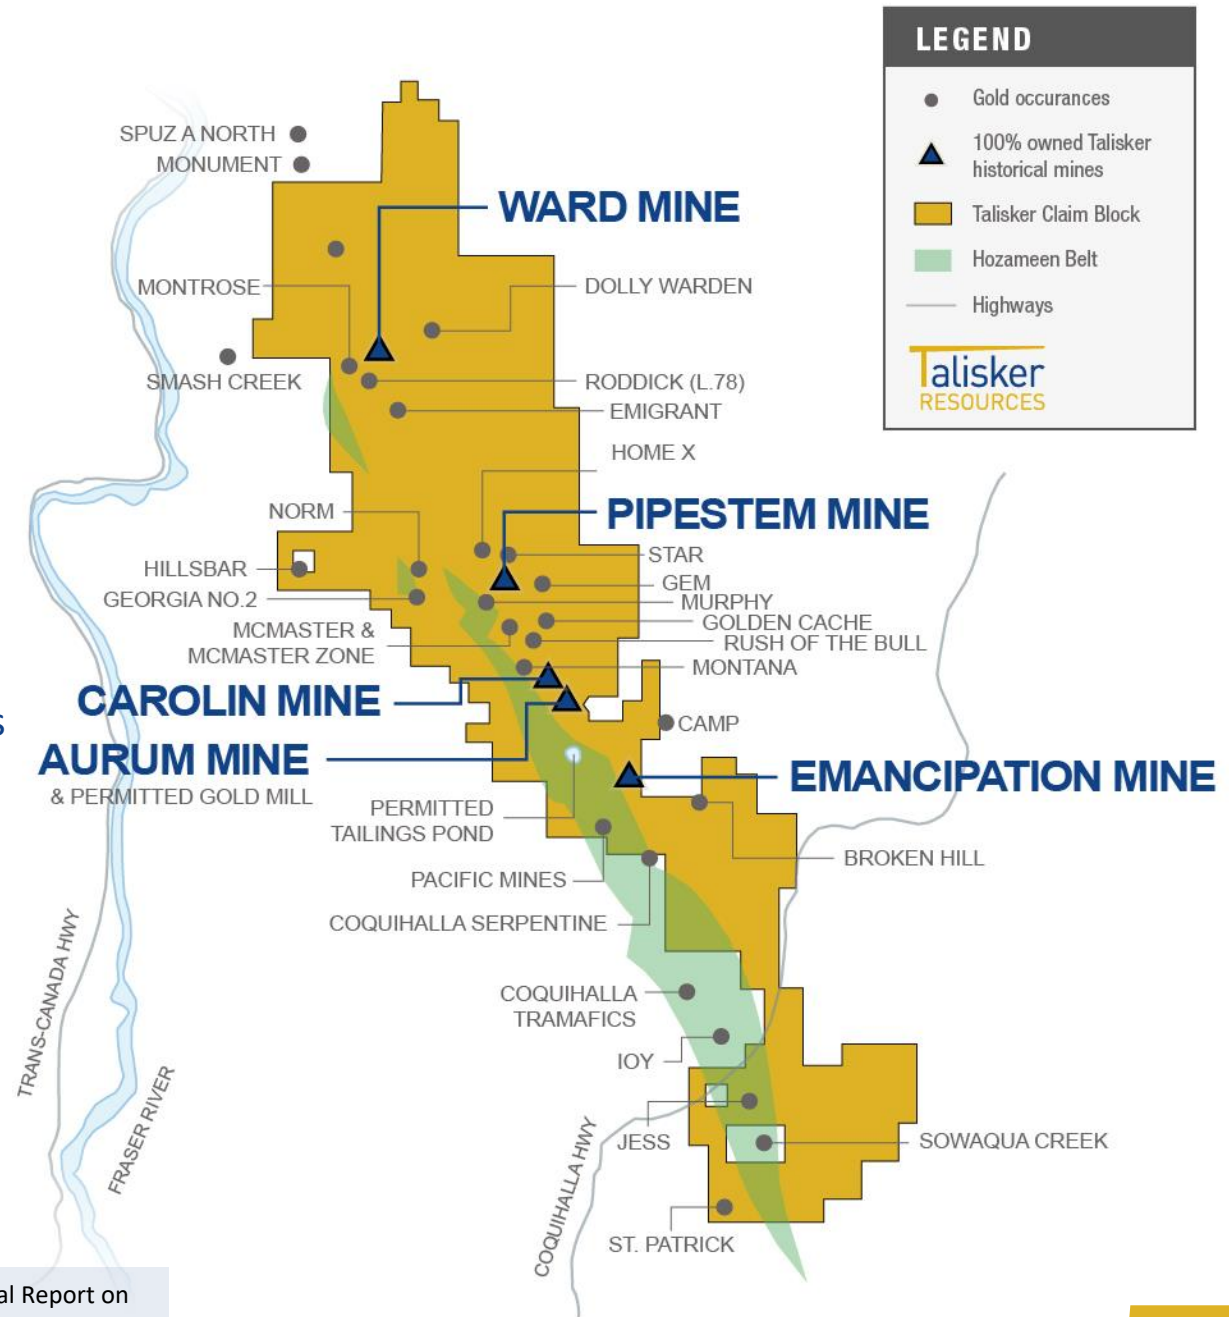 LEGEND
Gold occurances
100% owned Talisker
historical mines
Talisker Claim Block
Hozameen Belt
Highways
Talisker
RESOURCES
SPUZ A NORTH
MONUMENT
WARD MINE
MONTROSE
DOLLY WARDEN
SMASH CREEK
RODDICK (L.78)
EMIGRANT
HOME X
NORM
PIPESTEM MINE
STAR
HILLSBAR
GEM
GEORGIA NO.2
MURPHY
GOLDEN CACHE
MCMASTER &
MCMASTER ZONE
RUSH OF THE BULL
MONTANA
CAROLIN MINE
S
CAMP
AURUM MINE
& PERMITTED GOLD MILL
EMANCIPATION MINE
PERMITTED
TAILINGS POND
BROKEN HILL
PACIFIC MINES
COQUIHALLA SERPENTINE
COQUIHALLA
TRAMAFICS
IOY
JESS
SOWAQUA CREEK
ST. PATRICK
TRANS-CANADA HWY
FRASER RIVER
COQUIHALLA HWY
al Report on